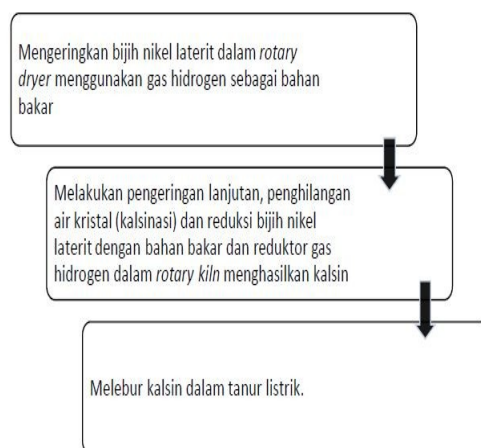 Mengeringkan bijih nikel laterit dalam rotary
dryer menggunakan gas hidrogen sebagai bahan
bakar
Melakukan pengeringan lanjutan, penghilangan
air kristal (kalsinasi) dan reduksi bijih nikel
laterit dengan bahan bakar dan reduktor gas
hidrogen dalam rotary kiln menghasilkan kalsin
Melebur kalsin dalam tanur listrik.